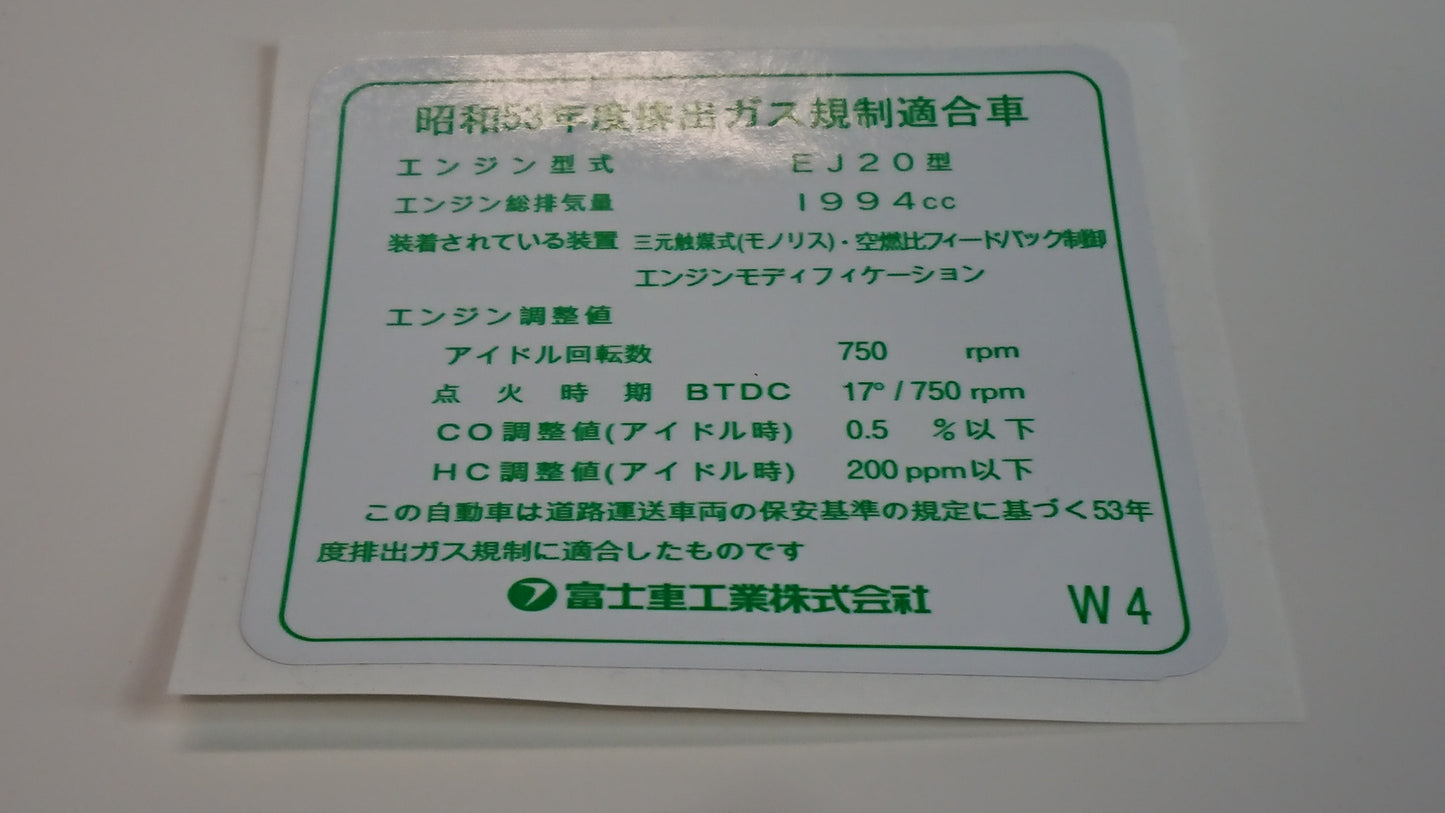 昭和53年度排出ガス規制適合車
エンジン型式 EJ20型
エンジン総排気量 1994cc
装着されている装置 三元触媒式(モノリス)・空燃比フィードバック制御
エンジンモディフィケーション
エンジン調整値
アイドル回転数 750 rpm
点火時期 BTDC 17°/750 rpm
CO調整値(アイドル時) 0.5 %以下
HC調整値(アイドル時) 200 ppm以下
この自動車は道路運送車両の保安基準の規定に基づく53年
度排出ガス規制に適合したものです
富士重工業株式会社 W4